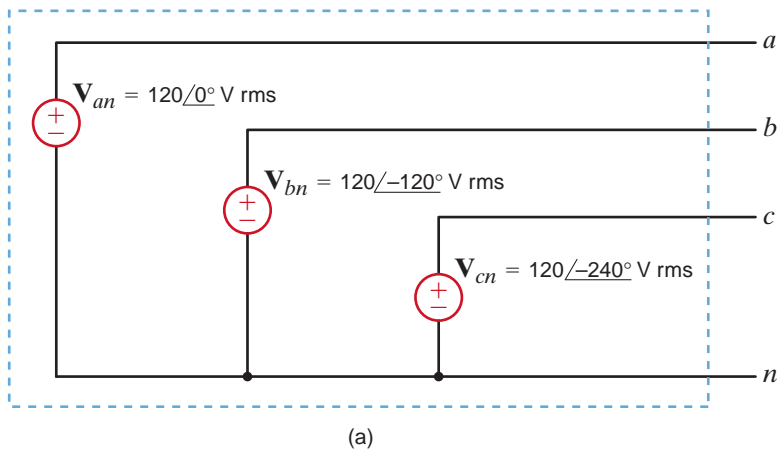 a
V_an = 120/0° V rms
+
−
b
V_bn = 120/–120° V rms
+
−
c
V_cn = 120/–240° V rms
+
−
n
(a)